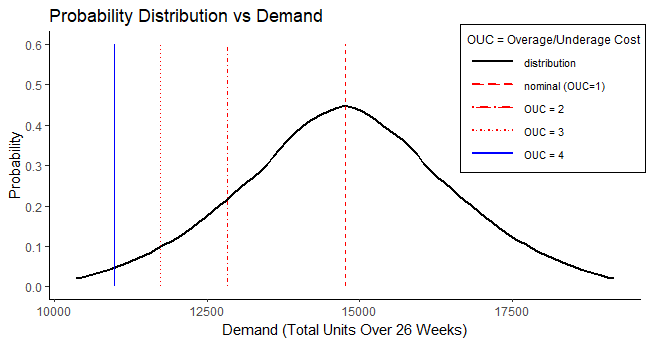 Probability Distribution vs Demand
OUC = Overage/Underage Cost
distribution
nominal (OUC=1)
OUC = 2
OUC = 3
OUC = 4
0.6
0.5
0.4
0.3
0.2
0.1
0.0
Probability
10000 12500 15000 17500
Demand (Total Units Over 26 Weeks)